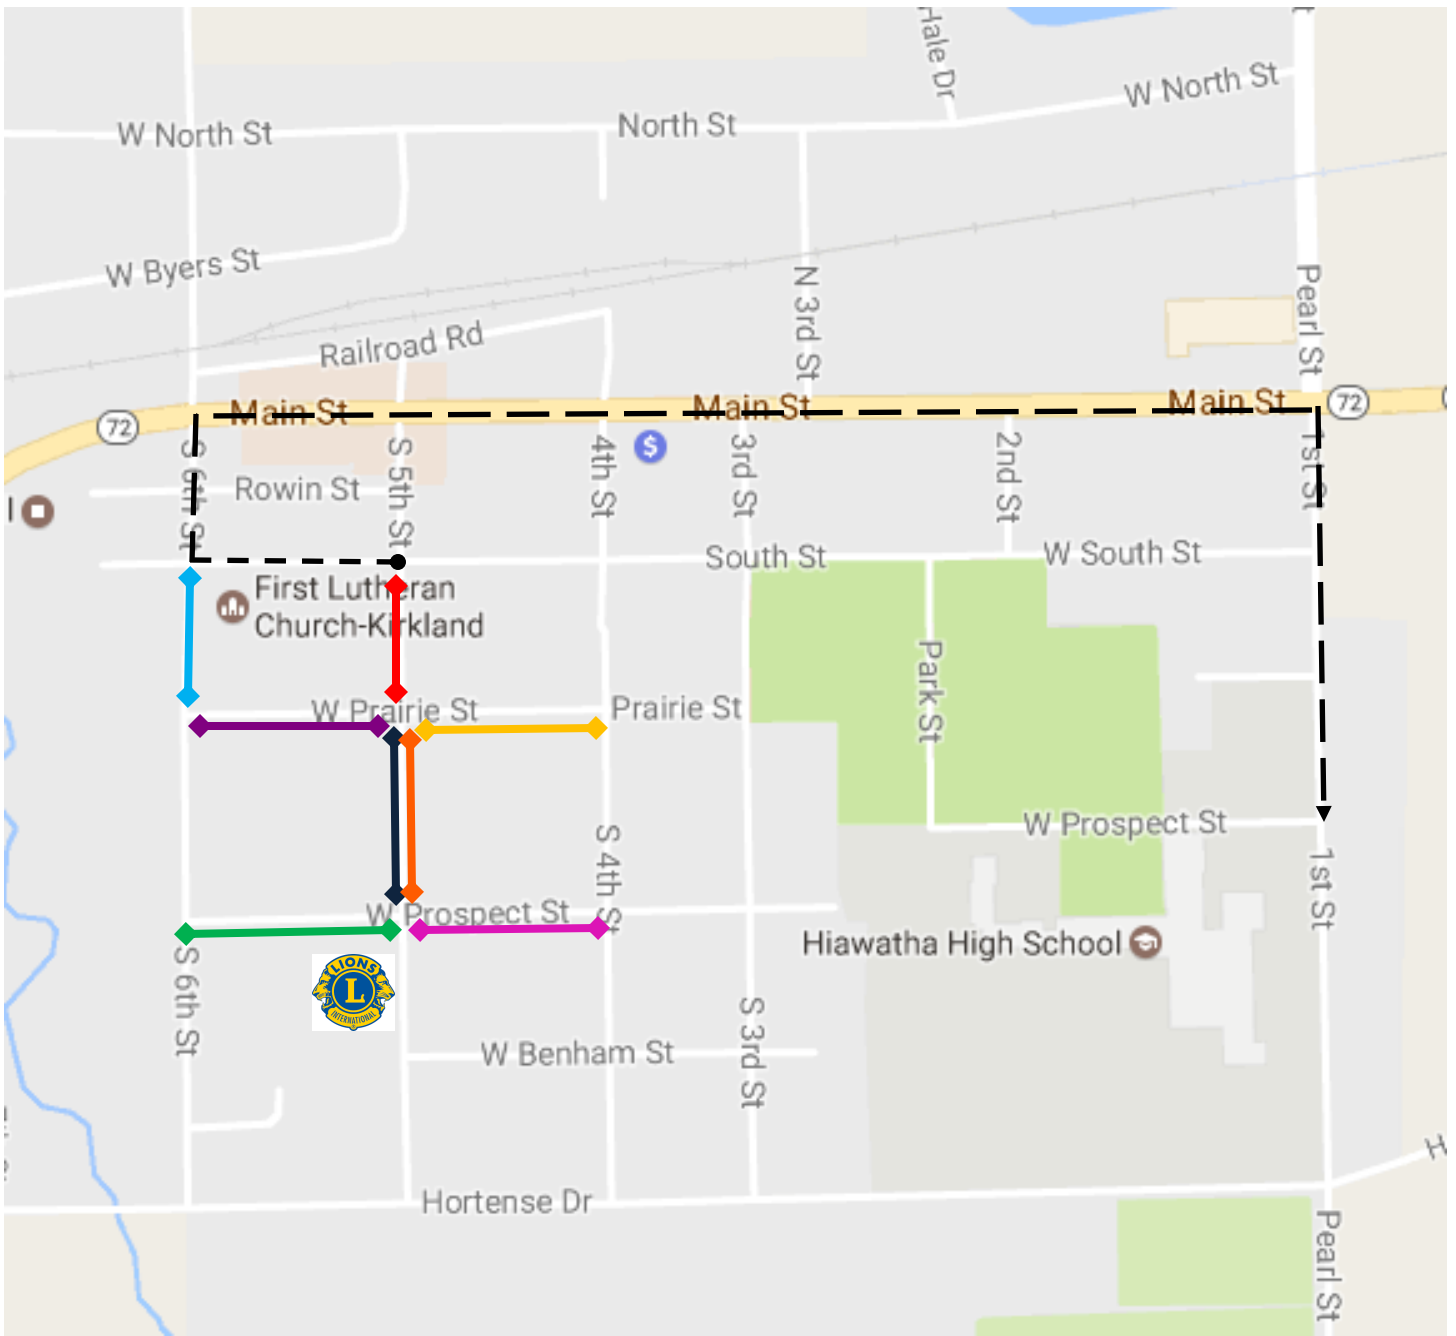 Hale Dr
W North St
North St
W North St
W Byers St
N 3rd St
Pearl St
Railroad Rd
Main St
Main St
Main St
72
72
S 6th St
S 5th St
4th St
$
3rd St
2nd St
1st St
Rowin St
South St
W South St
First Lutheran
Church-Kirkland
W Prairie St
Prairie St
Park St
W Prospect St
S 4th St
1st St
W Prospect St
Hiawatha High School
LIONS
L
INTERNATIONAL
S 6th St
S 3rd St
W Benham St
Hortense Dr
H
Pearl St